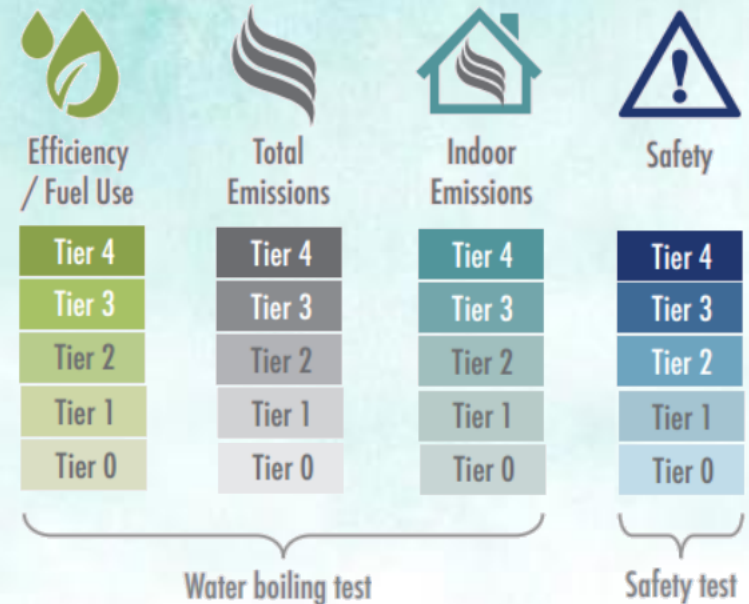 Efficiency
/ Fuel Use
Total
Emissions
Indoor
Emissions
Safety
Tier 4
Tier 4
Tier 4
Tier 4
Tier 3
Tier 3
Tier 3
Tier 3
Tier 2
Tier 2
Tier 2
Tier 2
Tier 1
Tier 1
Tier 1
Tier 1
Tier 0
Tier 0
Tier 0
Tier 0
Water boiling test
Safety test